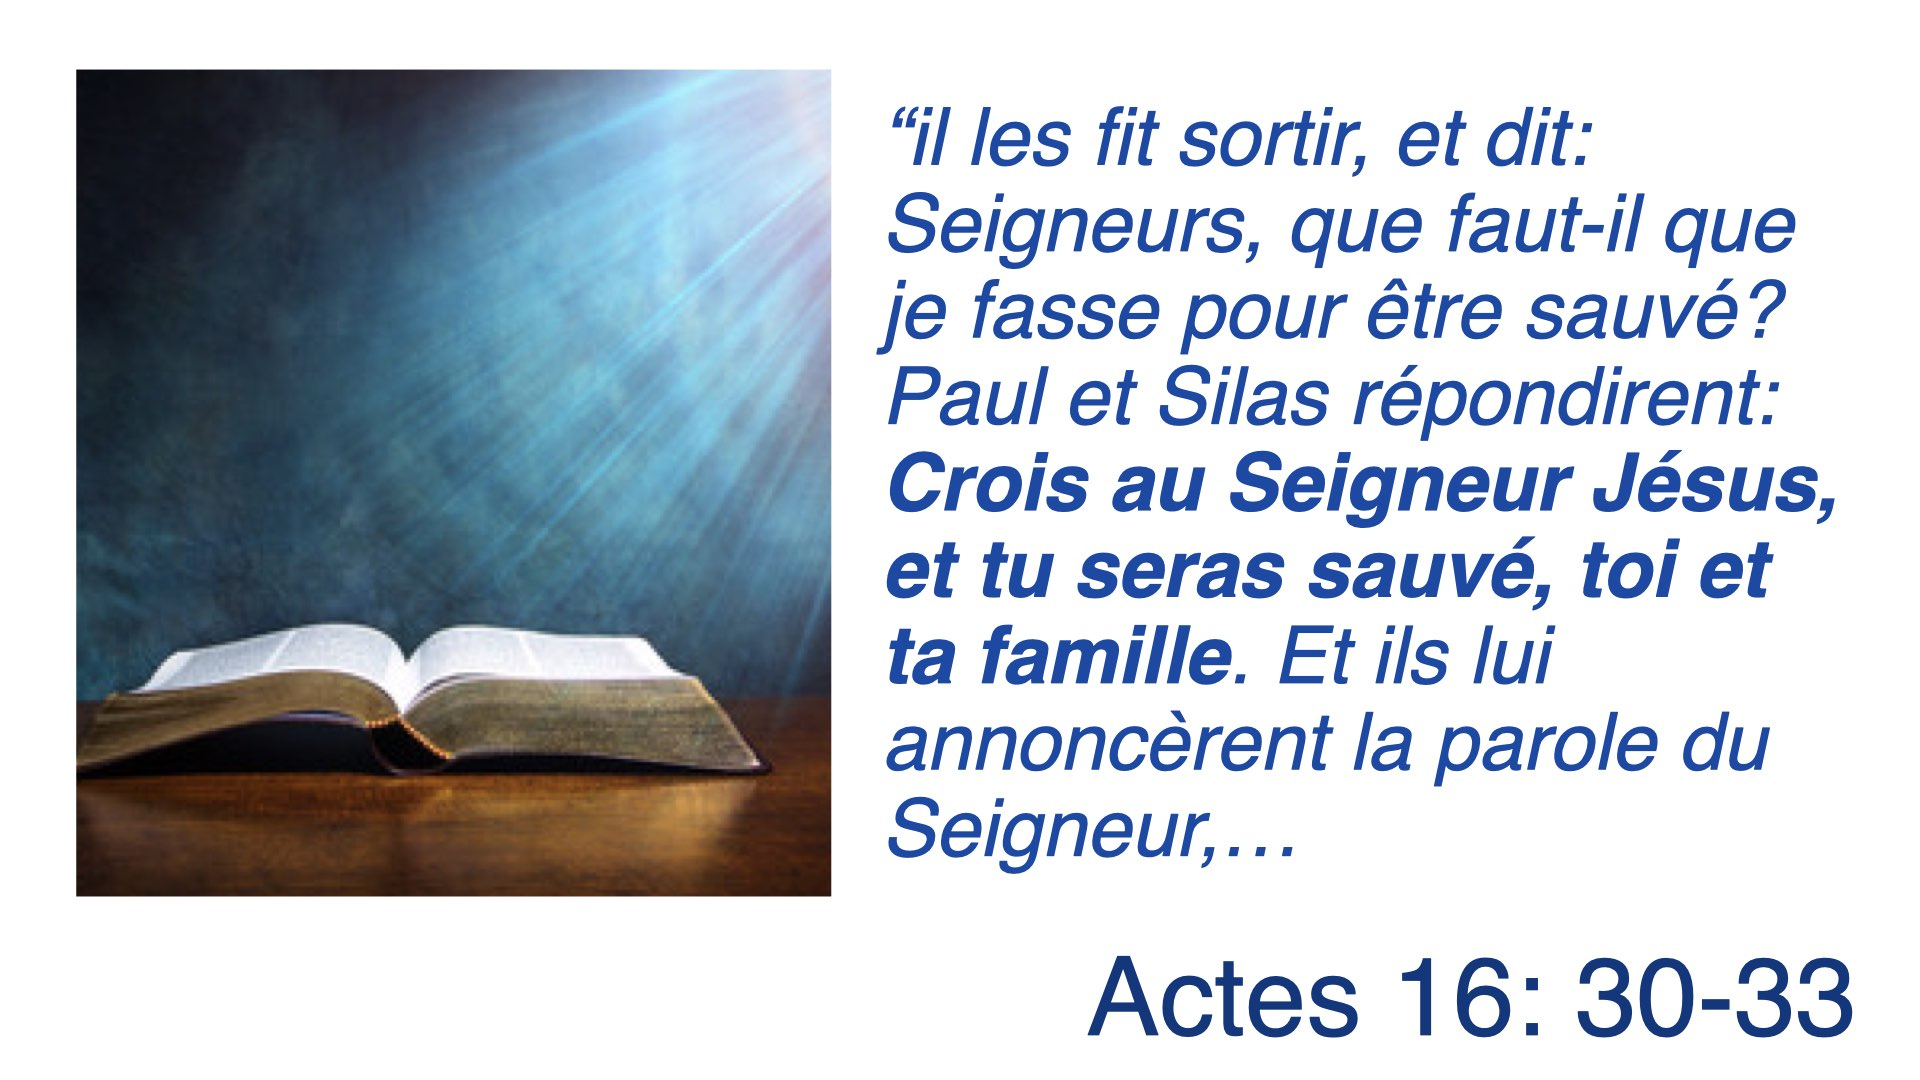 “il les fit sortir, et dit:
Seigneurs, que faut-il que
je fasse pour être sauvé?
Paul et Silas répondirent:
Crois au Seigneur Jésus,
et tu seras sauvé, toi et
ta famille. Et ils lui
annoncèrent la parole du
Seigneur,…
Actes 16: 30-33